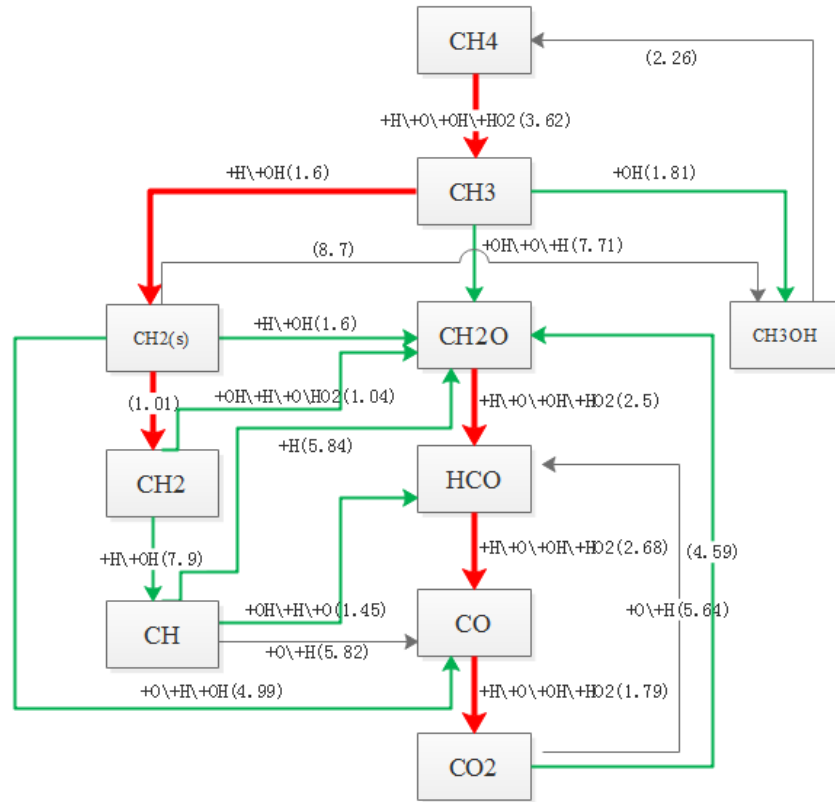 CH4
(2.26)
+H\+O\+OH\+HO2(3.62)
+H\+OH(1.6)
CH3
+OH(1.81)
+OH\+O\+H(7.71)
(8.7)
CH2(s)
+H\+OH(1.6)
CH2O
CH3OH
(1.01)
+OH\+H\+O\HO2(1.04)
+H\+O\+OH\+HO2(2.5)
+H(5.84)
CH2
HCO
+H\+OH(7.9)
+H\+O\+OH\+HO2(2.68)
(4.59)
+OH\+H\+O(1.45)
+O\+H(5.64)
CH
CO
+O\+H(5.82)
+O\+H\+OH(4.99)
+H\+O\+OH\+HO2(1.79)
CO2